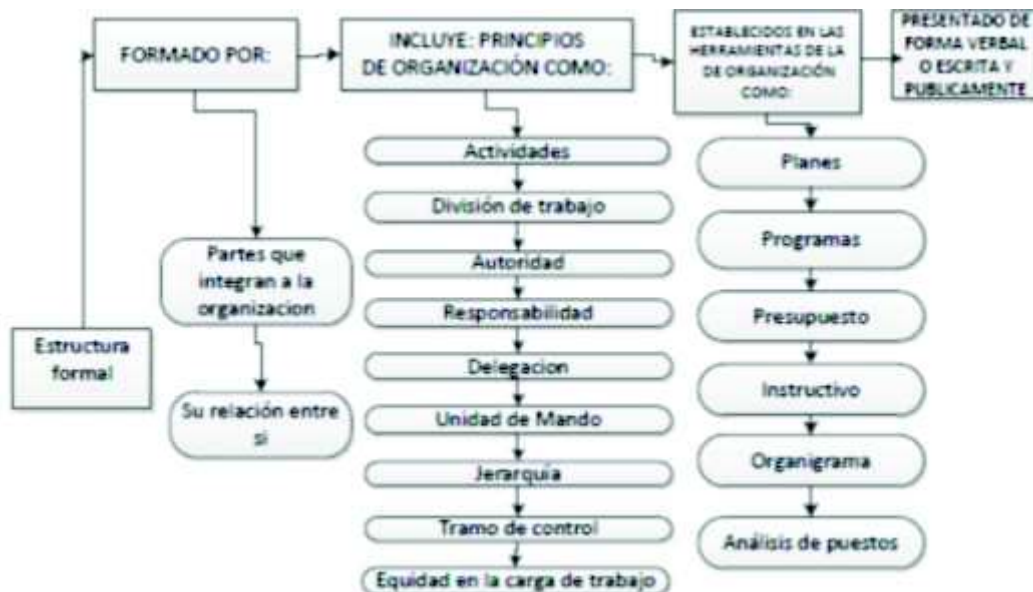 FORMADO POR:
INCLUYE: PRINCIPIOS
DE ORGANIZACIÓN COMO:
ESTABLECIDOS EN LAS
HERRAMIENTAS DE LA
DE ORGANIZACIÓN
COMO:
PRESENTADO DE
FORMA VERBAL
O ESCRITA Y
PUBLICAMENTE
Estructura
formal
Partes que
integran a la
organizacion
Su relación entre
si
Actividades
División de trabajo
Autoridad
Responsabilidad
Delegacion
Unidad de Mando
Jerarquía
Tramo de control
Equidad en la carga de trabajo
Planes
Programas
Presupuesto
Instructivo
Organigrama
Análisis de puestos